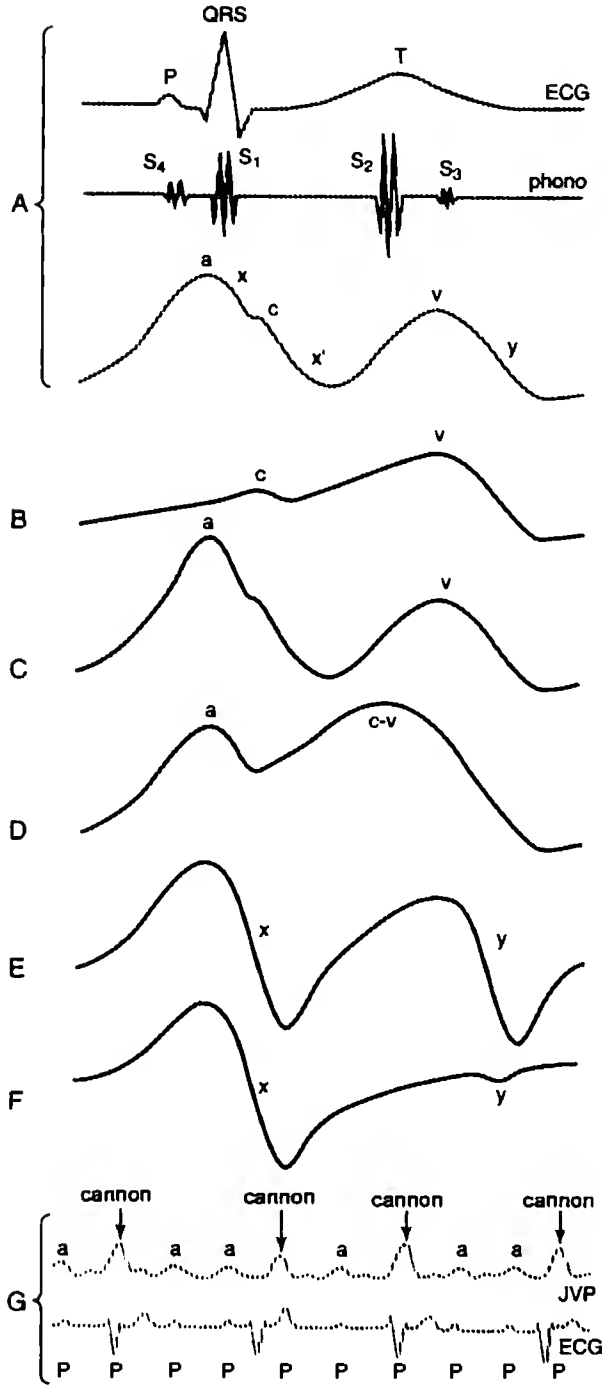 QRS
P T
ECG
S4 S1 S2 S3
phono
A
a x c x' v y
c v
B
a
v
C
a c-v
D
x y
E
F
x y
cannon cannon cannon cannon
a a a a a a
G
JVP
ECG
P P P P P P P P P